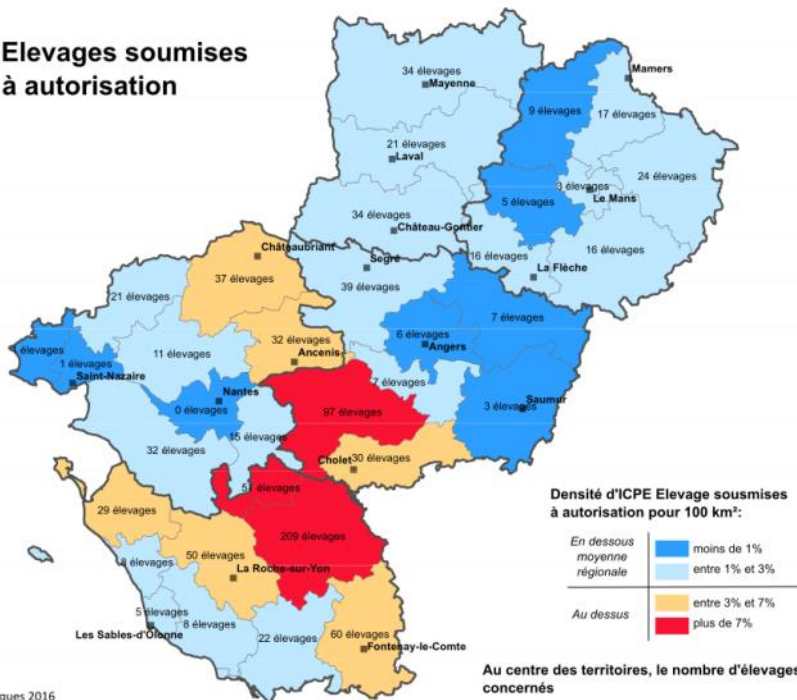 Elevages soumises
à autorisation
34 élevages
Mayenne
Mamers
9 élevages
17 élevages
21 élevages
Laval
24 élevages
3 élevages
Le Mans
5 élevages
34 élevages
Château-Gontier
16 élevages
16 élevages
La Flèche
Châteaubriant
Segré
37 élevages
39 élevages
21 élevages
7 élevages
32 élevages
6 élevages
Ancenis
Angers
11 élevages
élevages
1 élevages
Saint-Nazaire
7 élevages
Nantes
0 élevages
97 élevages
3 élevages
Saumur
15 élevages
32 élevages
30 élevages
Cholet
élevages
29 élevages
209 élevages
50 élevages
La Roche-sur-Yon
élevages
5 élevages
8 élevages
Les Sables-d'Olonne
22 élevages
60 élevages
Fontenay-le-Comte
Densité d'ICPE Elevage sousmises
à autorisation pour 100 km²:
En dessous
moyenne
régionale
moins de 1%
entre 1% et 3%
Au dessus
entre 3% et 7%
plus de 7%
Au centre des territoires, le nombre d'élevages
concernés
ques 2016